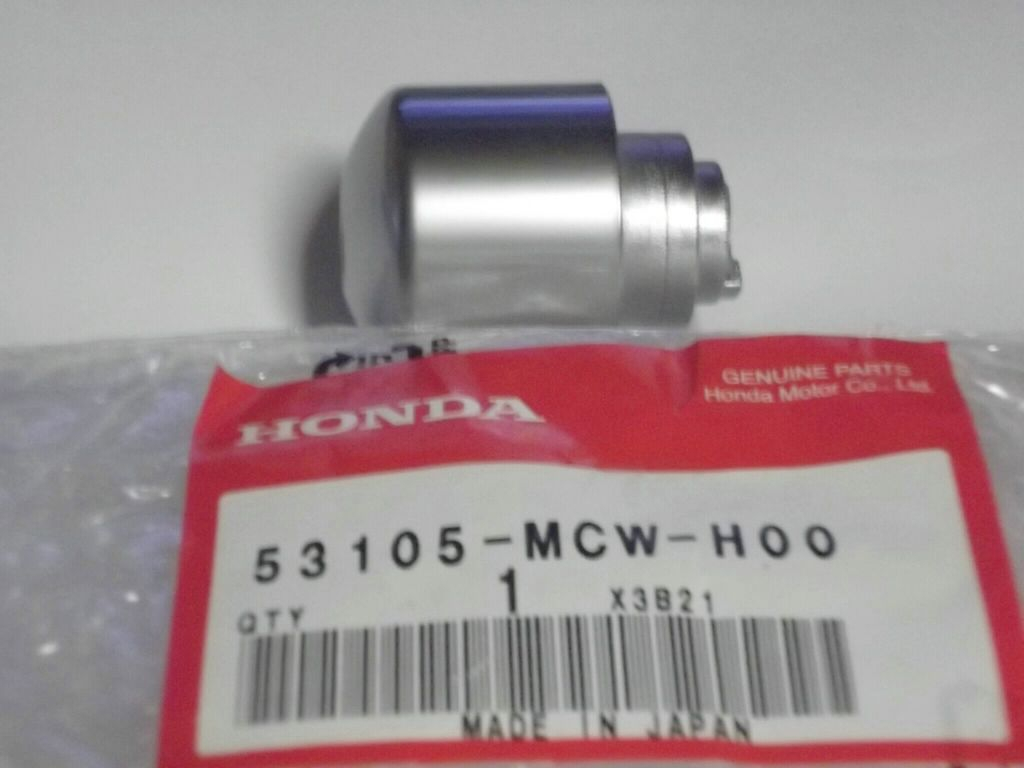 HONDA
GENUINE PARTS
Honda Motor Co., Ltd.
53105-MCW-H00
QTY 1 X3B21
MADE IN JAPAN